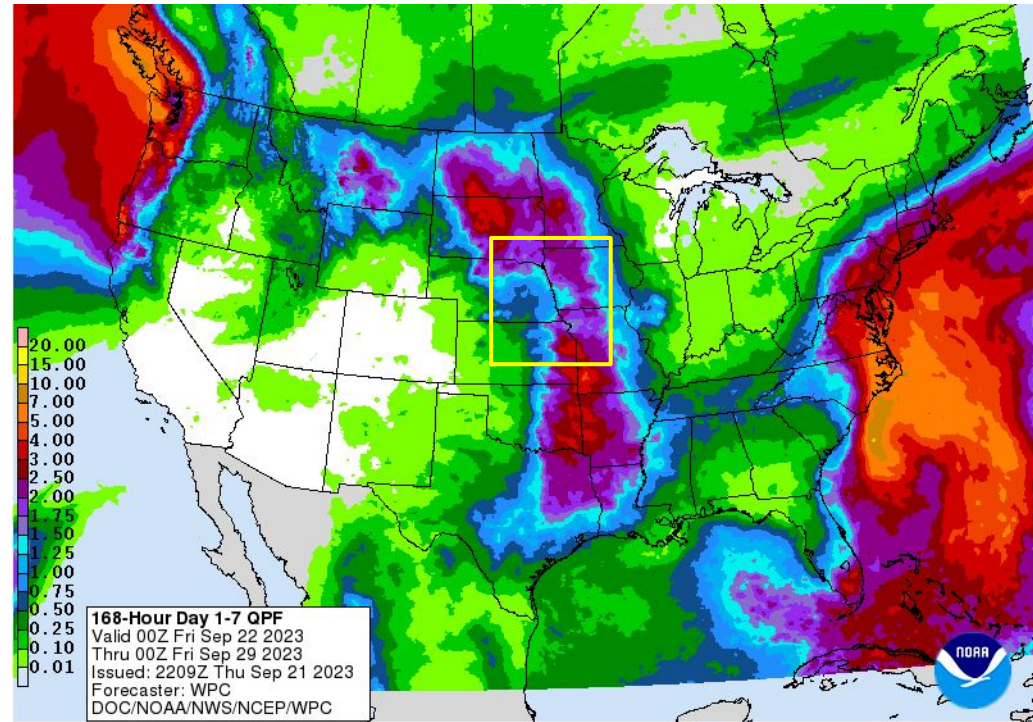 20.00
15.00
10.00
7.00
5.00
4.00
3.00
2.50
2.00
1.75
1.50
1.25
1.00
0.75
0.50
0.25
0.10
0.01
168-Hour Day 1-7 QPF
Valid 00Z Fri Sep 22 2023
Thru 00Z Fri Sep 29 2023
Issued: 2209Z Thu Sep 21 2023
Forecaster: WPC
DOC/NOAA/NWS/NCEP/WPC
NOAA